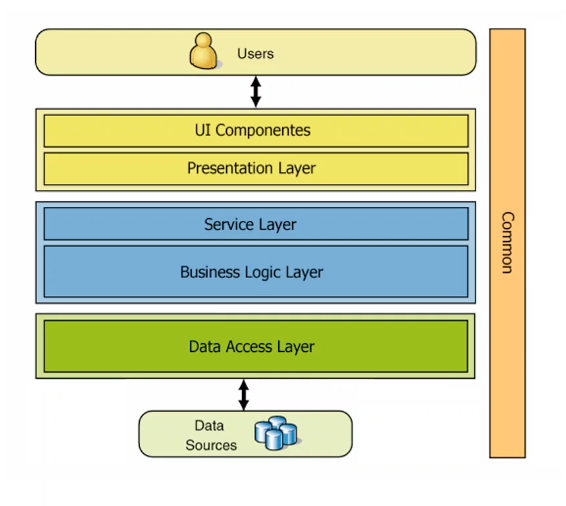 Users
UI Componentes
Presentation Layer
Service Layer
Business Logic Layer
Data Access Layer
Data
Sources
Common